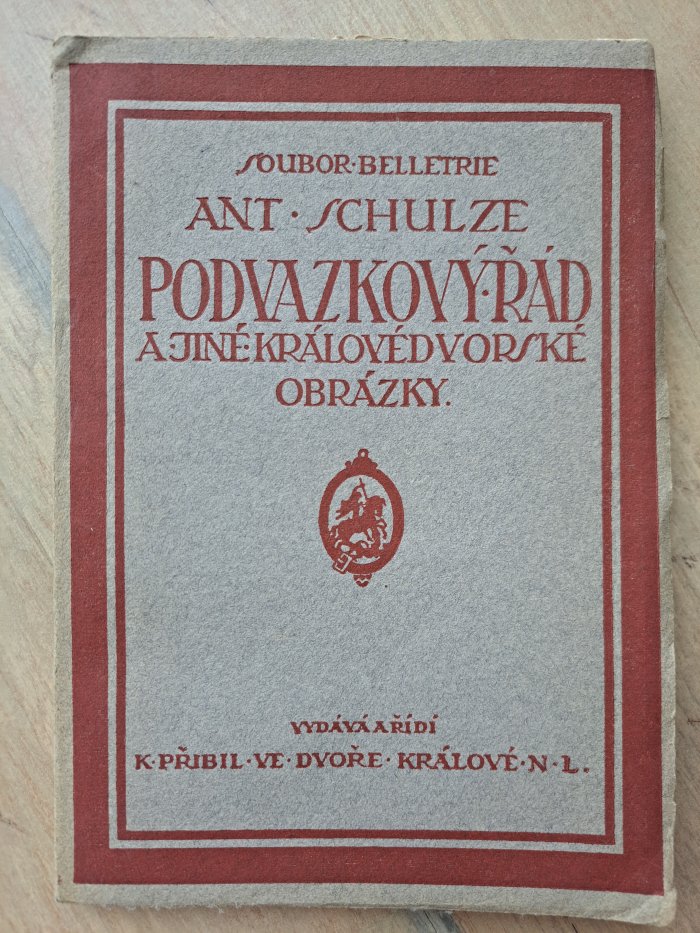 SOUBOR·BELLETRIE
ANT·SCHULZE
PODVAZKOVÝ·ŘÁD
A·JINÉ·KRÁLOVÉDVORSKÉ
OBRÁZKY.
VYDÁVÁ A ŘÍDÍ
K·PŘIBIL·VE·DVOŘE·KRÁLOVÉ·N·L.